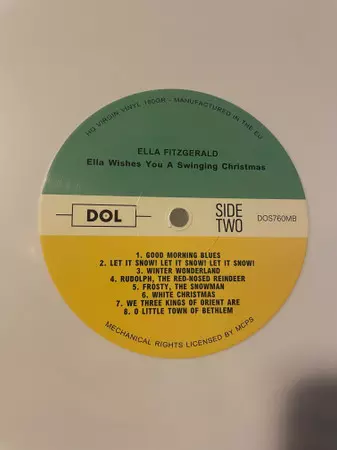 HQ VIRGIN VINYL 180GR - MANUFACTURED IN THE EU
ELLA FITZGERALD
Ella Wishes You A Swinging Christmas
DOL
SIDE
TWO
DOS760MB
1. GOOD MORNING BLUES
2. LET IT SNOW! LET IT SNOW! LET IT SNOW!
3. WINTER WONDERLAND
4. RUDOLPH, THE RED-NOSED REINDEER
5. FROSTY, THE SNOWMAN
6. WHITE CHRISTMAS
7. WE THREE KINGS OF ORIENT ARE
8. O LITTLE TOWN OF BETHLEM
MECHANICAL RIGHTS LICENSED BY MCPS